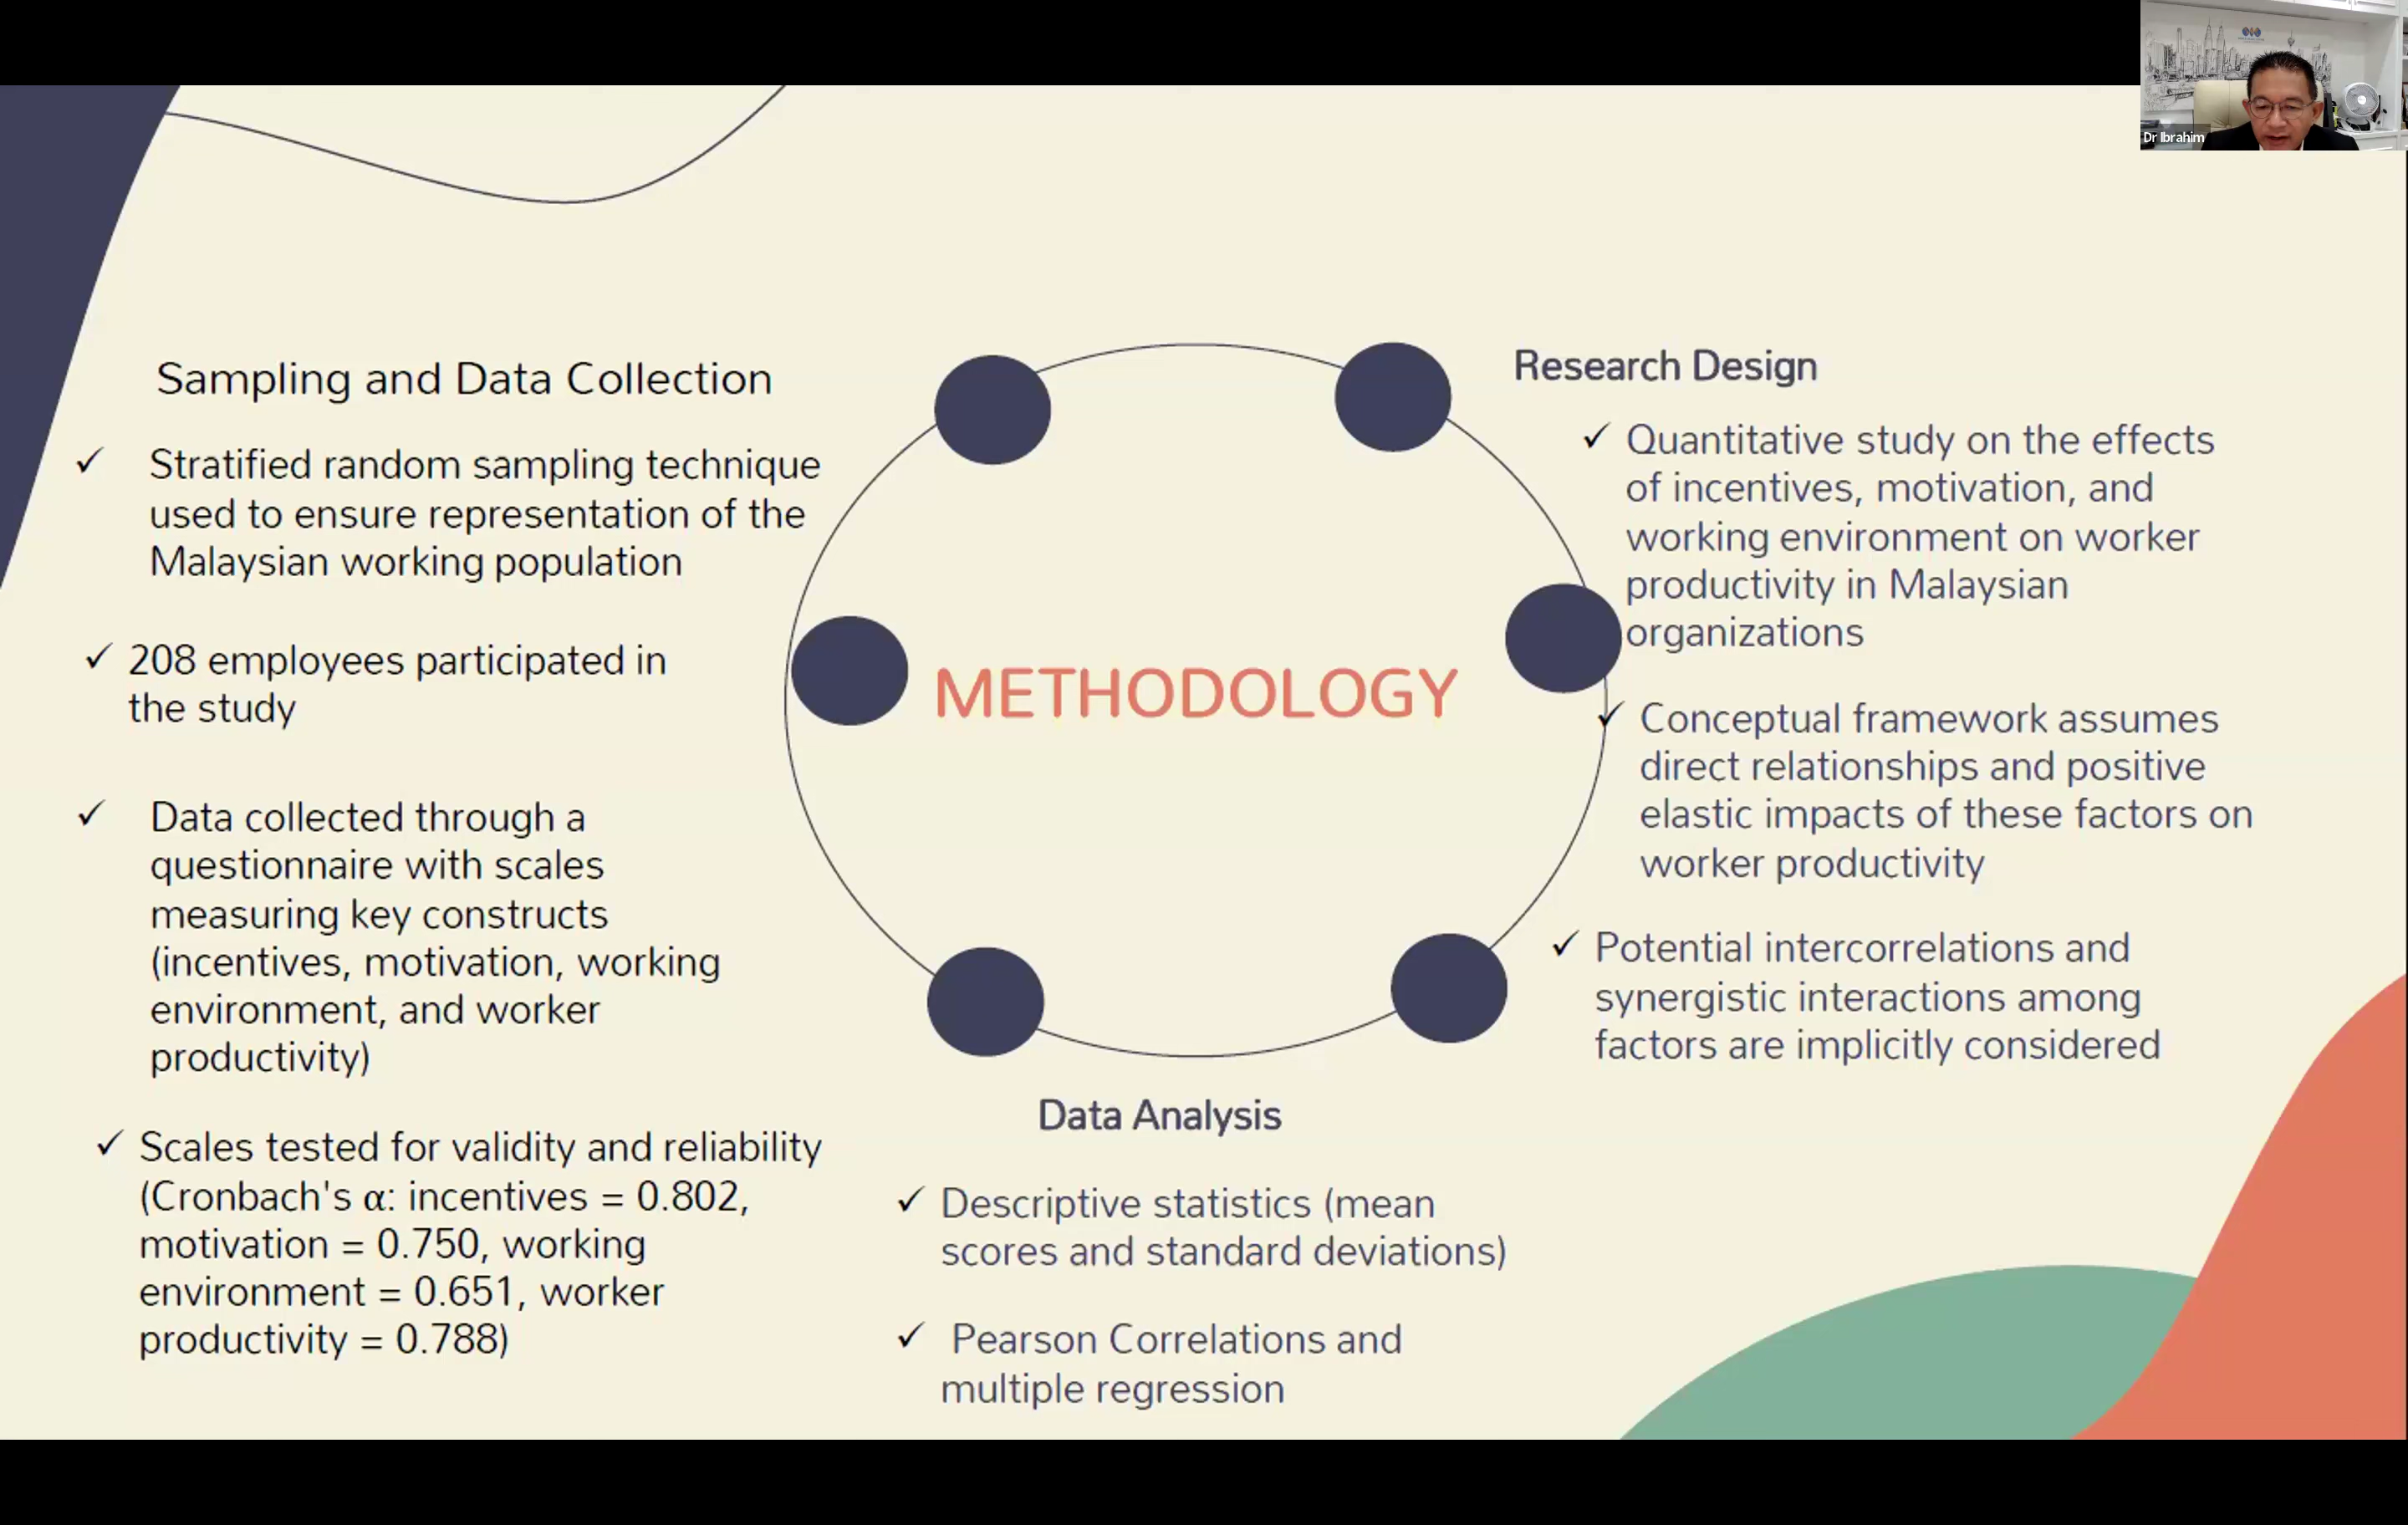 Dr Ibrahim
Sampling and Data Collection
✓ Stratified random sampling technique
used to ensure representation of the
Malaysian working population
✓ 208 employees participated in
the study
✓ Data collected through a
questionnaire with scales
measuring key constructs
(incentives, motivation, working
environment, and worker
productivity)
✓ Scales tested for validity and reliability
(Cronbach's α: incentives = 0.802,
motivation = 0.750, working
environment = 0.651, worker
productivity = 0.788)
METHODOLOGY
Research Design
✓ Quantitative study on the effects
of incentives, motivation, and
working environment on worker
productivity in Malaysian
organizations
✓ Conceptual framework assumes
direct relationships and positive
elastic impacts of these factors on
worker productivity
✓ Potential intercorrelations and
synergistic interactions among
factors are implicitly considered
Data Analysis
✓ Descriptive statistics (mean
scores and standard deviations)
✓ Pearson Correlations and
multiple regression